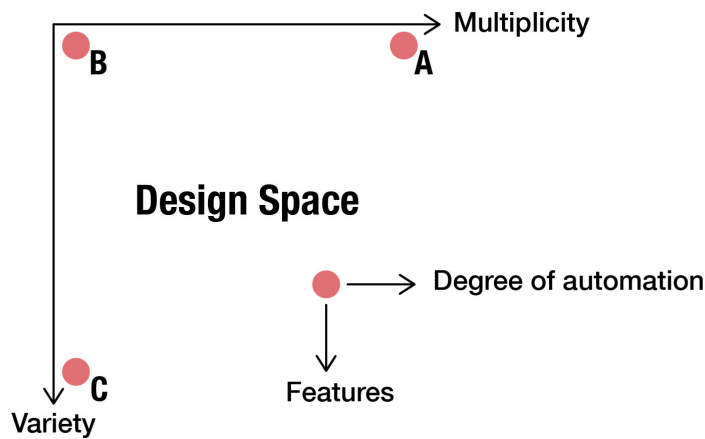 Multiplicity
B
A
Design Space
Degree of automation
C
Features
Variety